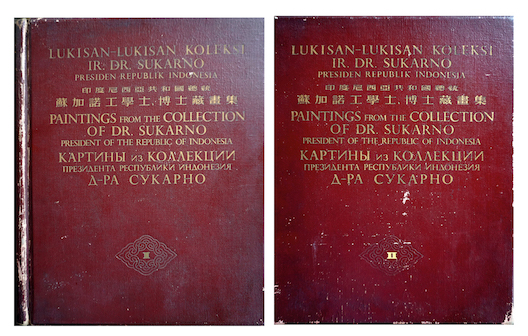 LUKISAN-LUKISAN KOLEKSI
IR. DR. SUKARNO
PRESIDEN REPUBLIK INDONESIA
印度尼西亞共和國總統
蘇加諾工學士、博士藏畫集
PAINTINGS FROM THE COLLECTION
OF DR. SUKARNO
PRESIDENT OF THE REPUBLIC OF INDONESIA
КАРТИНЫ ИЗ КОЛЛЕКЦИИ
ПРЕЗИДЕНТА РЕСПУБЛИКИ ИНДОНЕЗИЯ
Д-РА СУКАРНО
LUKISAN-LUKISAN KOLEKSI
IR. DR. SUKARNO
PRESIDEN REPUBLIK INDONESIA
印度尼西亞共和國總統
蘇加諾工學士、博士藏畫集
PAINTINGS FROM THE COLLECTION
OF DR. SUKARNO
PRESIDENT OF THE REPUBLIC OF INDONESIA
КАРТИНЫ ИЗ КОЛЛЕКЦИИ
ПРЕЗИДЕНТА РЕСПУБЛИКИ ИНДОНЕЗИЯ
Д-РА СУКАРНО
II